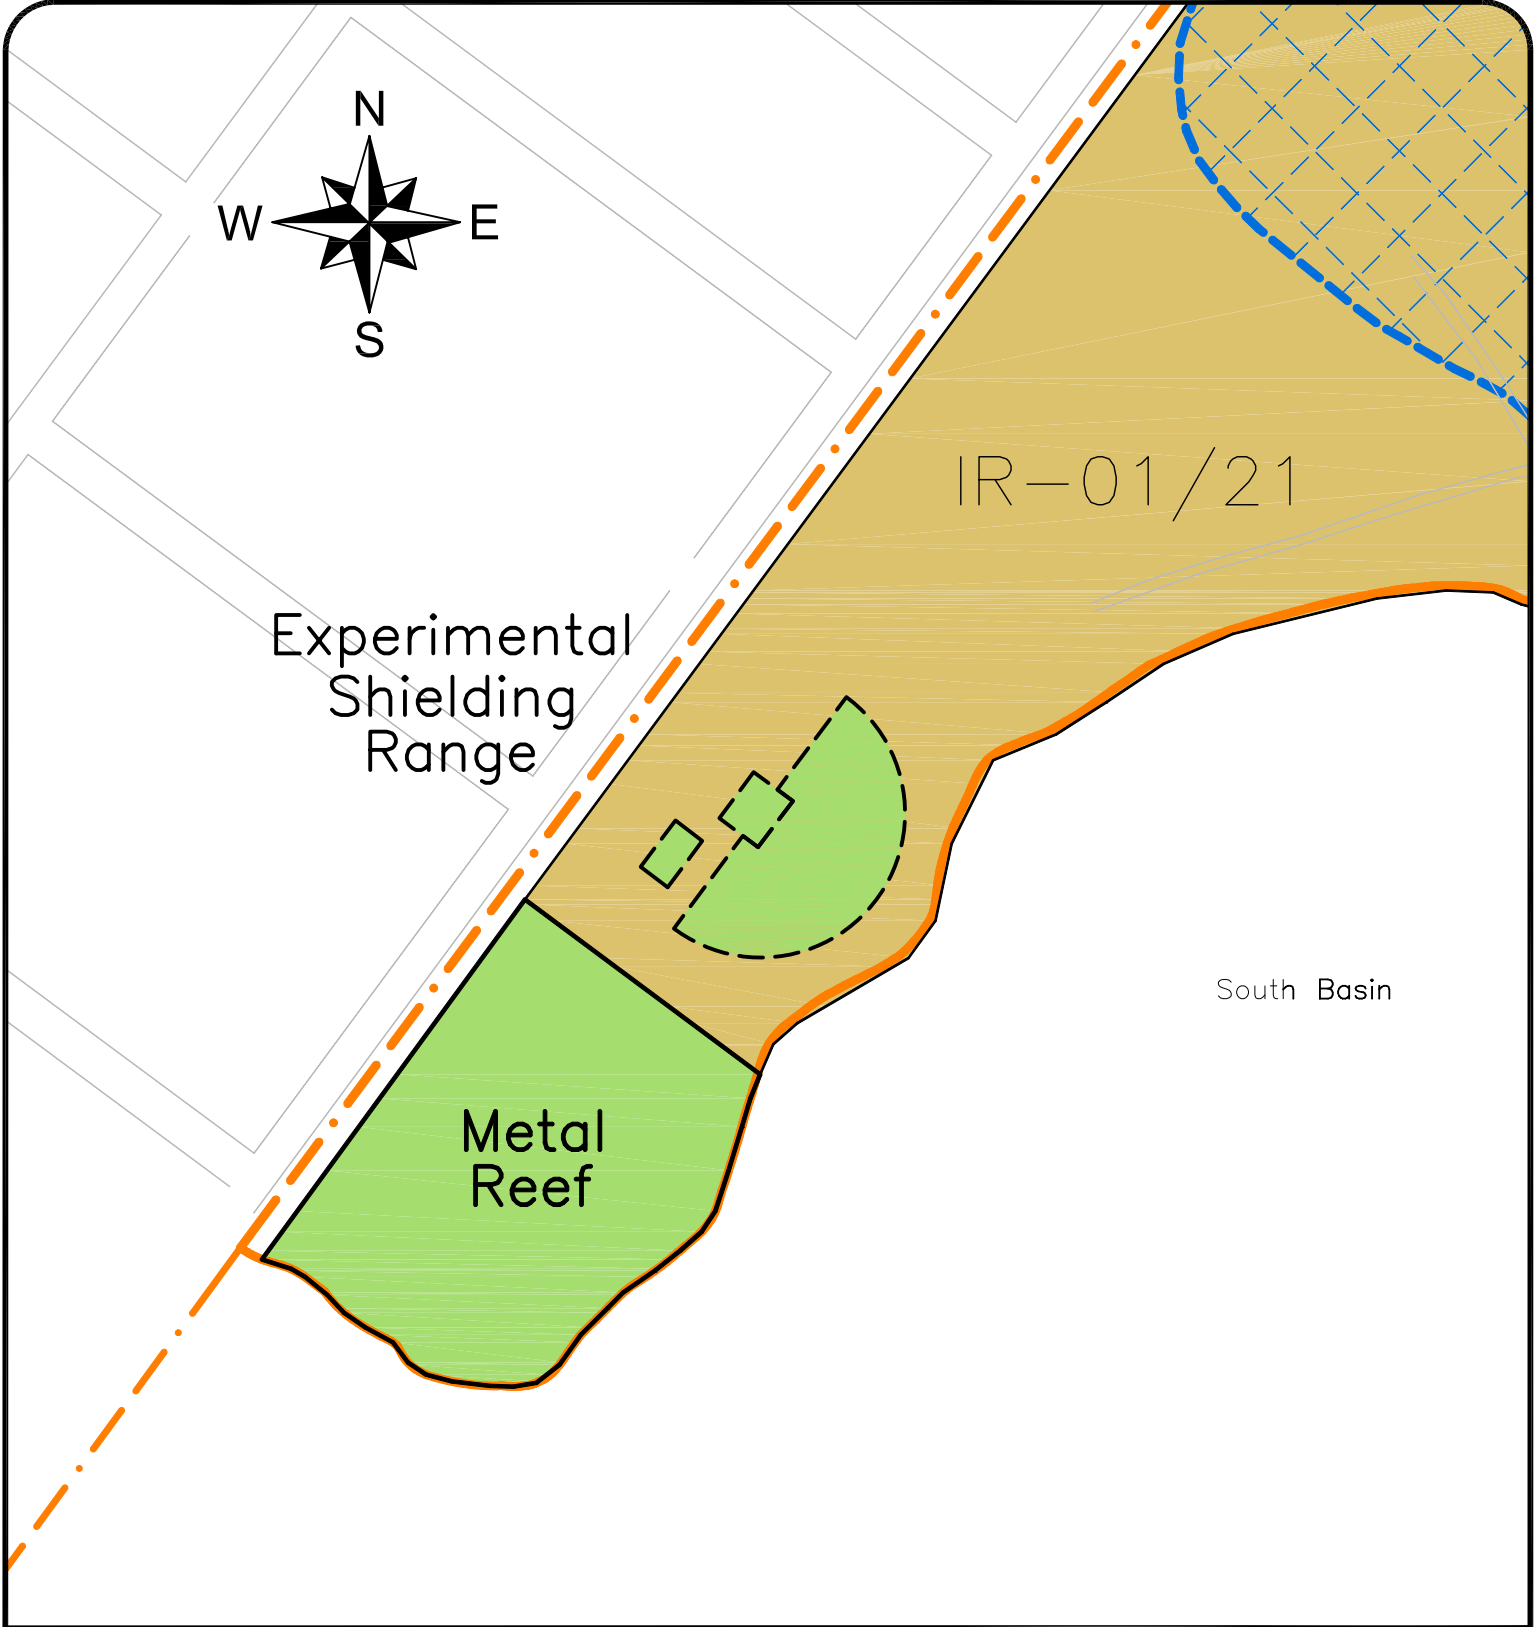 N
W
E
S
IR-01/21
Experimental
Shielding
Range
South Basin
Metal
Reef